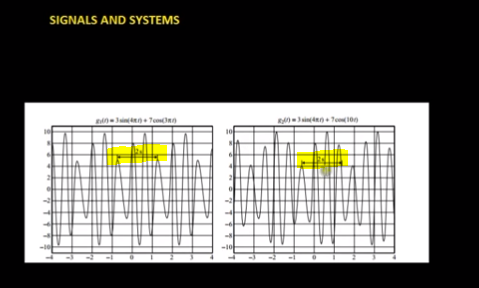 SIGNALS AND SYSTEMS
g₁(t) = 3 sin(4πt) + 7 cos(3πt)
g₂(t) = 3 sin(4πt) + 7 cos(10t)
10 10
8 8
6 6
4 4
2 2
0 0
-2 -2
-4 -4
-6 -6
-8 -8
-10 -10
-4 -3 -2 -1 0 1 2 3 4 -4 -3 -2 -1 0 1 2 3 4